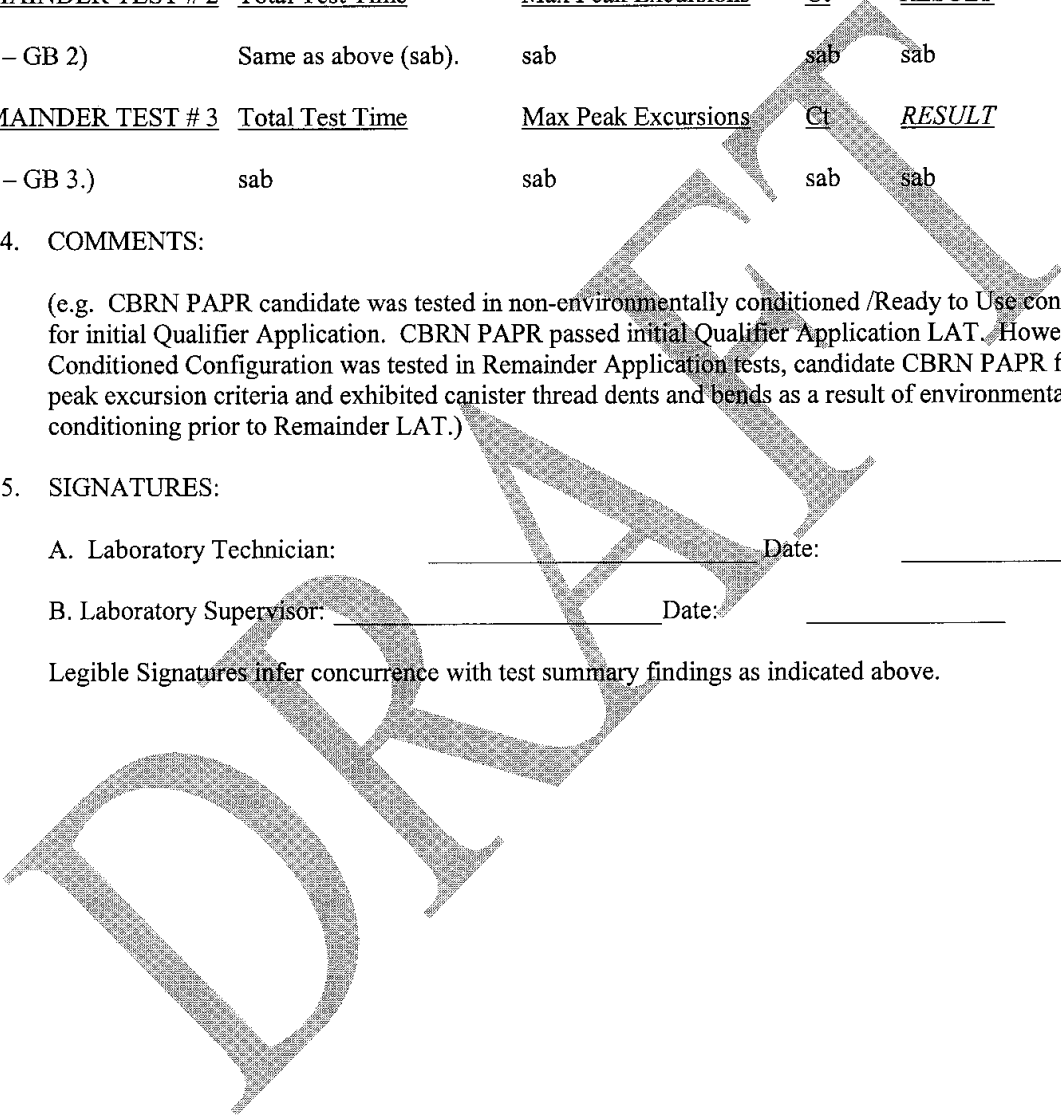 MAINDER TEST # 2 Total Test Time Max Peak Excursions Ct RESULT
– GB 2) Same as above (sab). sab sab sab
MAINDER TEST # 3 Total Test Time Max Peak Excursions Ct RESULT
– GB 3.) sab sab sab sab
4. COMMENTS:
(e.g. CBRN PAPR candidate was tested in non-environmentally conditioned /Ready to Use con
for initial Qualifier Application. CBRN PAPR passed initial Qualifier Application LAT. Howe
Conditioned Configuration was tested in Remainder Application tests, candidate CBRN PAPR f
peak excursion criteria and exhibited canister thread dents and bends as a result of environmenta
conditioning prior to Remainder LAT.)
5. SIGNATURES:
A. Laboratory Technician: Date:
B. Laboratory Supervisor: Date:
Legible Signatures infer concurrence with test summary findings as indicated above.
DRAFT